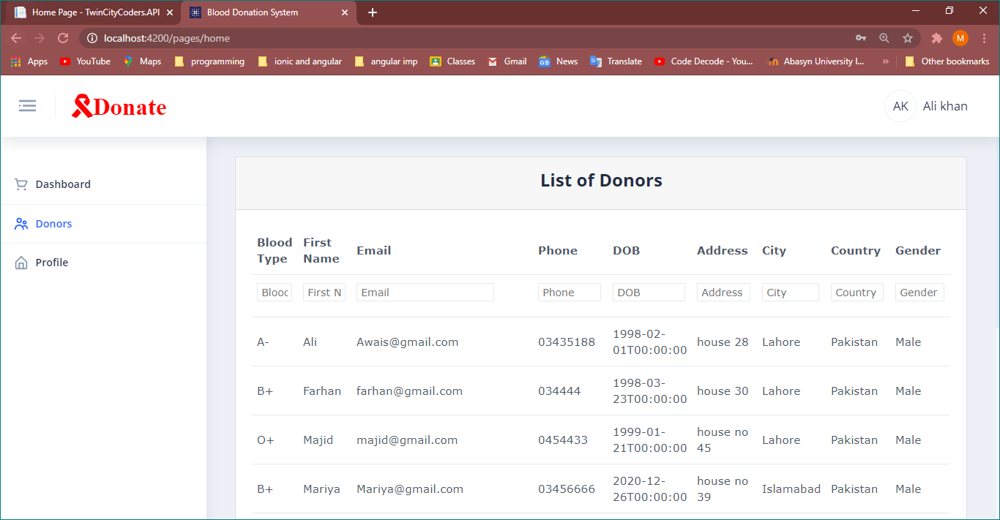 Home Page - TwinCityCoders.API
Blood Donation System
localhost:4200/pages/home
M
Apps YouTube Maps programming ionic and angular angular imp Classes Gmail News Translate Code Decode - You... Abasyn University I... » Other bookmarks
Donate
AK Ali khan
Dashboard
Donors
Profile
List of Donors
Blood Type First Name Email Phone DOB Address City Country Gender
Blood First N Email Phone DOB Address City Country Gender
A- Ali Awais@gmail.com 03435188 1998-02-01T00:00:00 house 28 Lahore Pakistan Male
B+ Farhan farhan@gmail.com 034444 1998-03-23T00:00:00 house 30 Lahore Pakistan Male
O+ Majid majid@gmail.com 0454433 1999-01-21T00:00:00 house no 45 Lahore Pakistan Male
B+ Mariya Mariya@gmail.com 03456666 2020-12-26T00:00:00 house no 39 Islamabad Pakistan Male